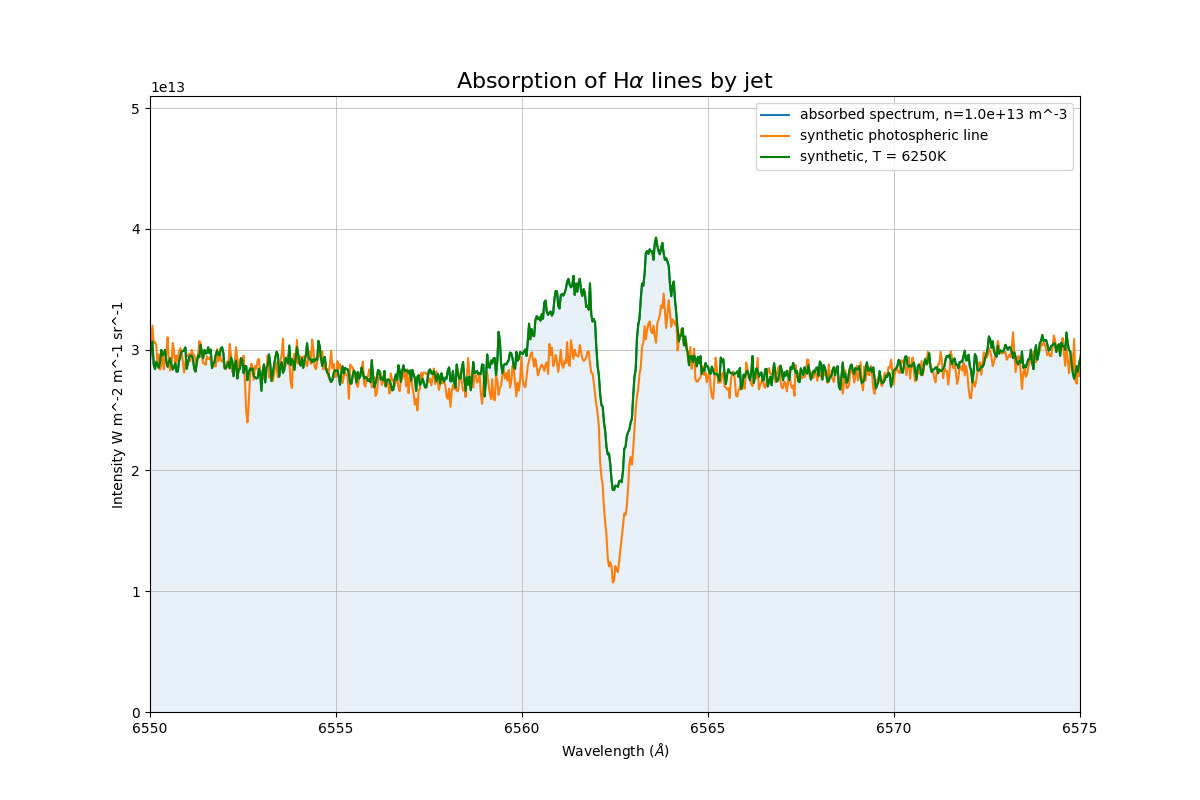 Absorption of Hα lines by jet
1e13
absorbed spectrum, n=1.0e+13 m^-3
synthetic photospheric line
synthetic, T = 6250K
5
4
3
2
1
0
Intensity W m^-2 m^-1 sr^-1
6550 6555 6560 6565 6570 6575
Wavelength (Å)